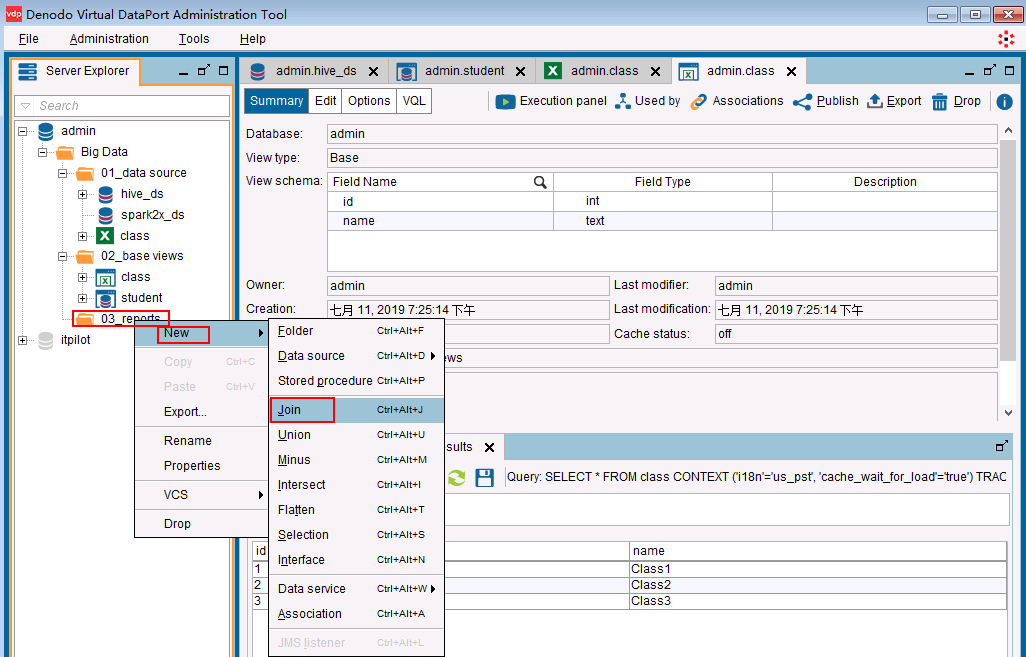 vdp Denodo Virtual DataPort Administration Tool
File Administration Tools Help
Server Explorer
Search
admin
Big Data
01_data source
hive_ds
spark2x_ds
class
02_base views
class
student
03_reports
itpilot
admin.hive_ds admin.student admin.class admin.class
Summary Edit Options VQL Execution panel Used by Associations Publish Export Drop
Database: admin
View type: Base
View schema: Field Name Field Type Description
id int
name text
Owner: admin Last modifier: admin
Creation: 七月 11, 2019 7:25:14 下午 Last modification: 七月 11, 2019 7:25:14 下午
Cache status: off
ews
New
Copy Ctrl+C
Paste Ctrl+V
Export...
Rename
Properties
VCS
Drop
Folder Ctrl+Alt+F
Data source Ctrl+Alt+D
Stored procedure Ctrl+Alt+P
Join Ctrl+Alt+J
Union Ctrl+Alt+U
Minus Ctrl+Alt+M
Intersect Ctrl+Alt+I
Flatten Ctrl+Alt+T
Selection Ctrl+Alt+S
Interface Ctrl+Alt+N
Data service Ctrl+Alt+W
Association Ctrl+Alt+A
JMS listener Ctrl+Alt+L
sults
Query: SELECT * FROM class CONTEXT ('i18n'='us_pst', 'cache_wait_for_load'='true') TRAC
id name
1 Class1
2 Class2
3 Class3